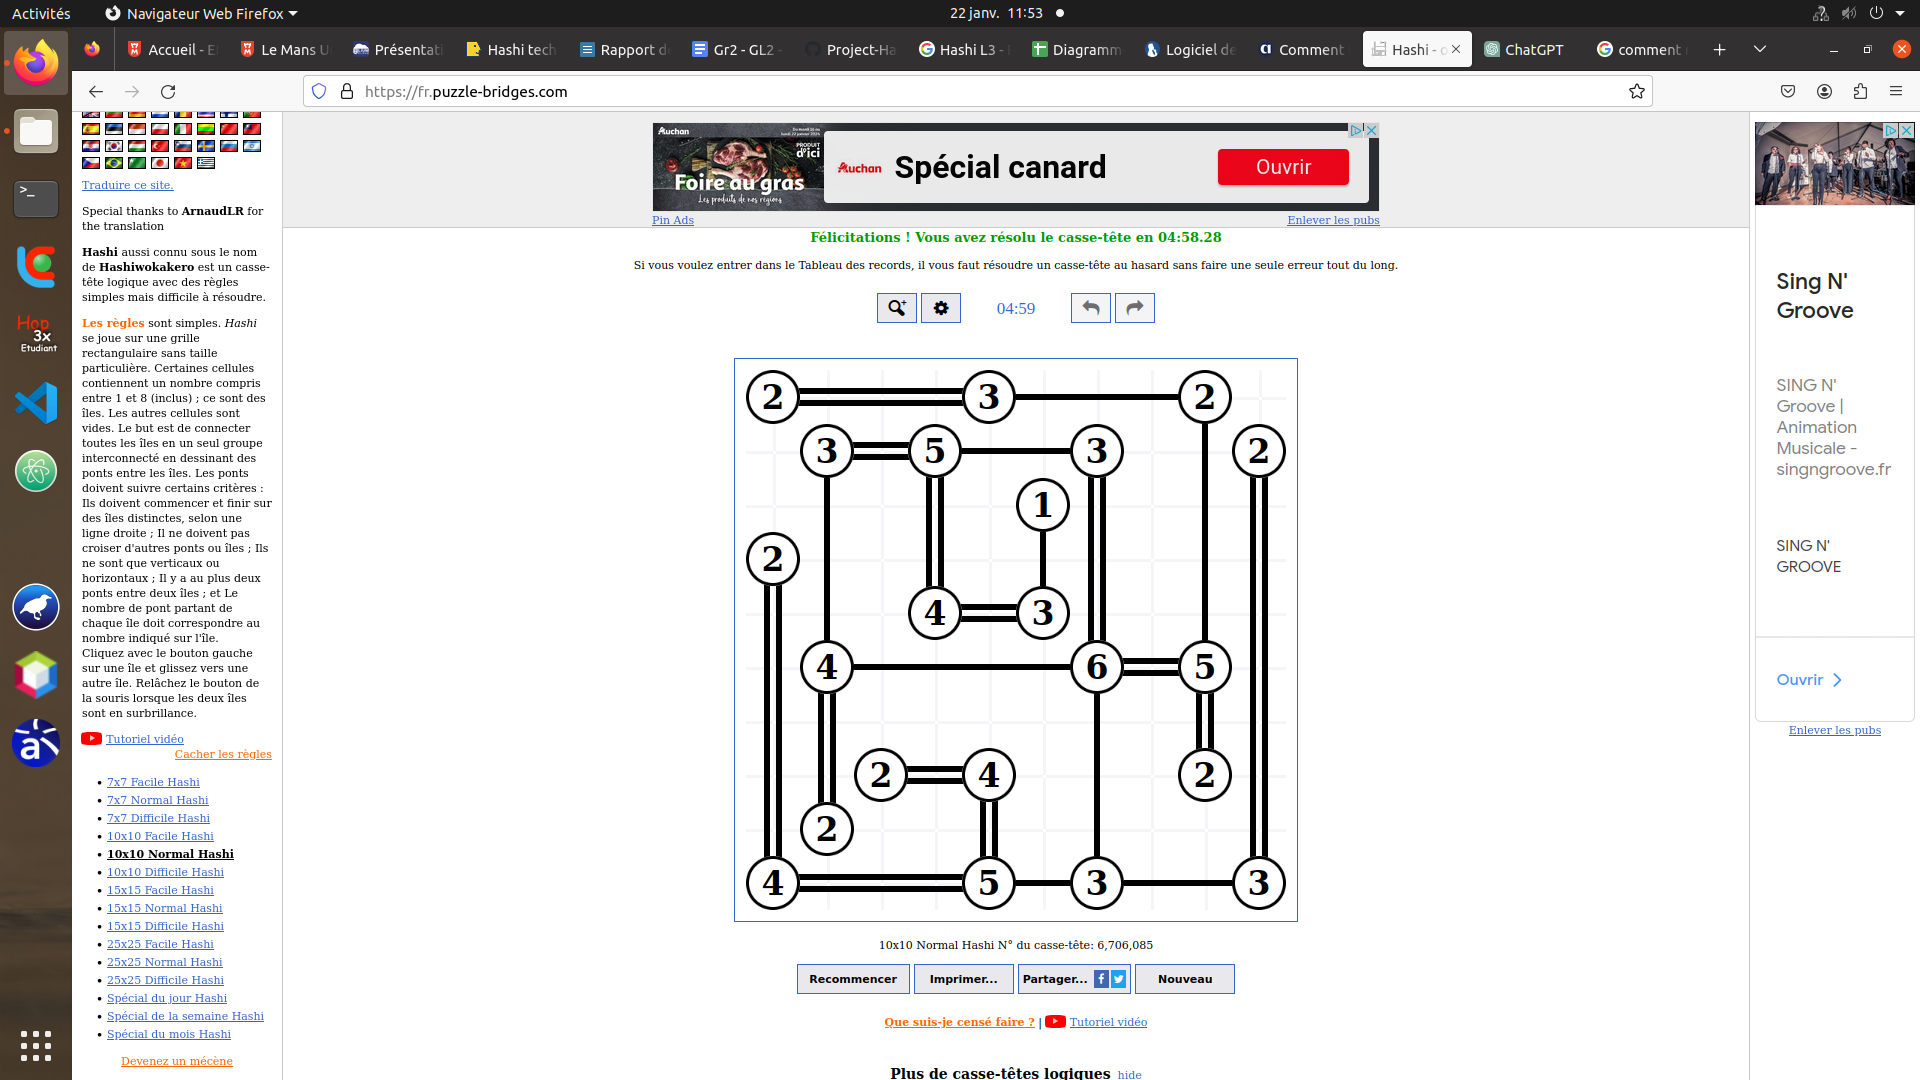 Activités
Navigateur Web Firefox
22 janv. 11:53
Accueil - E
Le Mans U
Présentati
Hashi tech
Rapport d
Gr2 - GL2 -
Project-Ha
Hashi L3 -
Diagramm
Logiciel de
Comment
Hashi - o
ChatGPT
comment
https://fr.puzzle-bridges.com
Traduire ce site.
Special thanks to ArnaudLR for
the translation
Hashi aussi connu sous le nom
de Hashiwokakero est un casse-
tête logique avec des règles
simples mais difficile à résoudre.
Les règles sont simples. Hashi
se joue sur une grille
rectangulaire sans taille
particulière. Certaines cellules
contiennent un nombre compris
entre 1 et 8 (inclus) ; ce sont des
îles. Les autres cellules sont
vides. Le but est de connecter
toutes les îles en un seul groupe
interconnecté en dessinant des
ponts entre les îles. Les ponts
doivent suivre certains critères :
Ils doivent commencer et finir sur
des îles distinctes, selon une
ligne droite ; Il ne doivent pas
croiser d'autres ponts ou îles ; Ils
ne sont que verticaux ou
horizontaux ; Il y a au plus deux
ponts entre deux îles ; et Le
nombre de pont partant de
chaque île doit correspondre au
nombre indiqué sur l'île.
Cliquez avec le bouton gauche
sur une île et glissez vers une
autre île. Relâchez le bouton de
la souris lorsque les deux îles
sont en surbrillance.
Tutoriel vidéo
Cacher les règles
7x7 Facile Hashi
7x7 Normal Hashi
7x7 Difficile Hashi
10x10 Facile Hashi
10x10 Normal Hashi
10x10 Difficile Hashi
15x15 Facile Hashi
15x15 Normal Hashi
15x15 Difficile Hashi
25x25 Facile Hashi
25x25 Normal Hashi
25x25 Difficile Hashi
Spécial du jour Hashi
Spécial de la semaine Hashi
Spécial du mois Hashi
Devenez un mécène
Hop
3x
Etudiant
Auchan
PRODUIT
d'ici
Foire au gras
Les produits de nos régions
Auchan
Spécial canard
Ouvrir
Pin Ads
Enlever les pubs
Félicitations ! Vous avez résolu le casse-tête en 04:58.28
Si vous voulez entrer dans le Tableau des records, il vous faut résoudre un casse-tête au hasard sans faire une seule erreur tout du long.
04:59
2 3 2
3 5 3 2
1
2
4 3
4 6 5
2 4 2
2
4 5 3 3
10x10 Normal Hashi N° du casse-tête: 6,706,085
Recommencer
Imprimer...
Partager...
Nouveau
Que suis-je censé faire ? | Tutoriel vidéo
Plus de casse-têtes logiques hide
Sing N'
Groove
SING N'
Groove |
Animation
Musicale -
singngroove.fr
SING N'
GROOVE
Ouvrir
Enlever les pubs